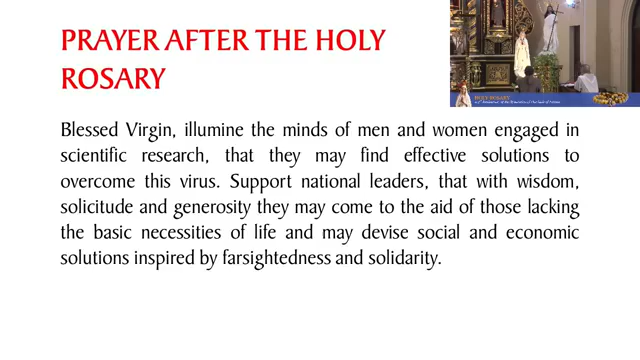 PRAYER AFTER THE HOLY
ROSARY
Blessed Virgin, illumine the minds of men and women engaged in
scientific research, that they may find effective solutions to
overcome this virus. Support national leaders, that with wisdom,
solicitude and generosity they may come to the aid of those lacking
the basic necessities of life and may devise social and economic
solutions inspired by farsightedness and solidarity.
HOLY ROSARY